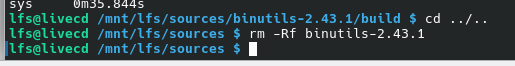 sys     0m35.844s
lfs@livecd /mnt/lfs/sources/binutils-2.43.1/build $ cd ../..
lfs@livecd /mnt/lfs/sources $ rm -Rf binutils-2.43.1
lfs@livecd /mnt/lfs/sources $